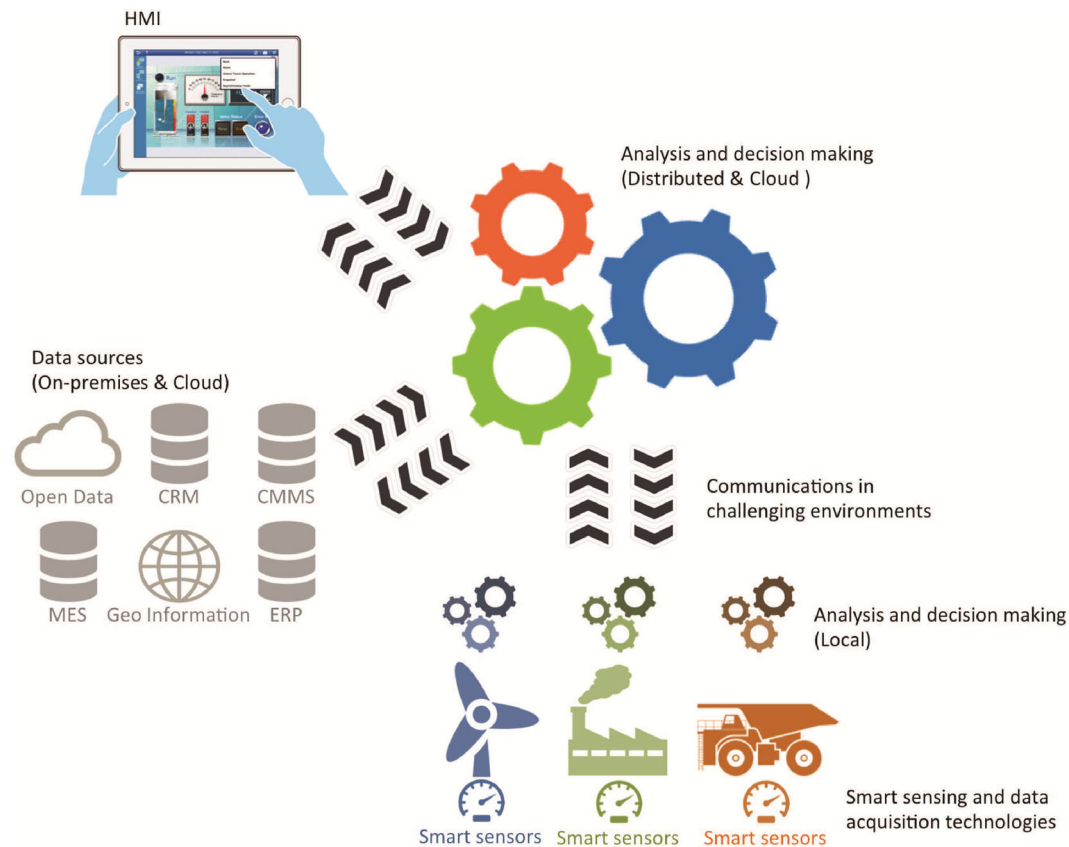 HMI
Analysis and decision making
(Distributed & Cloud )
Data sources
(On-premises & Cloud)
Open Data
CRM
CMMS
MES
Geo Information
ERP
Communications in
challenging environments
Analysis and decision making
(Local)
Smart sensors
Smart sensors
Smart sensors
Smart sensing and data
acquisition technologies